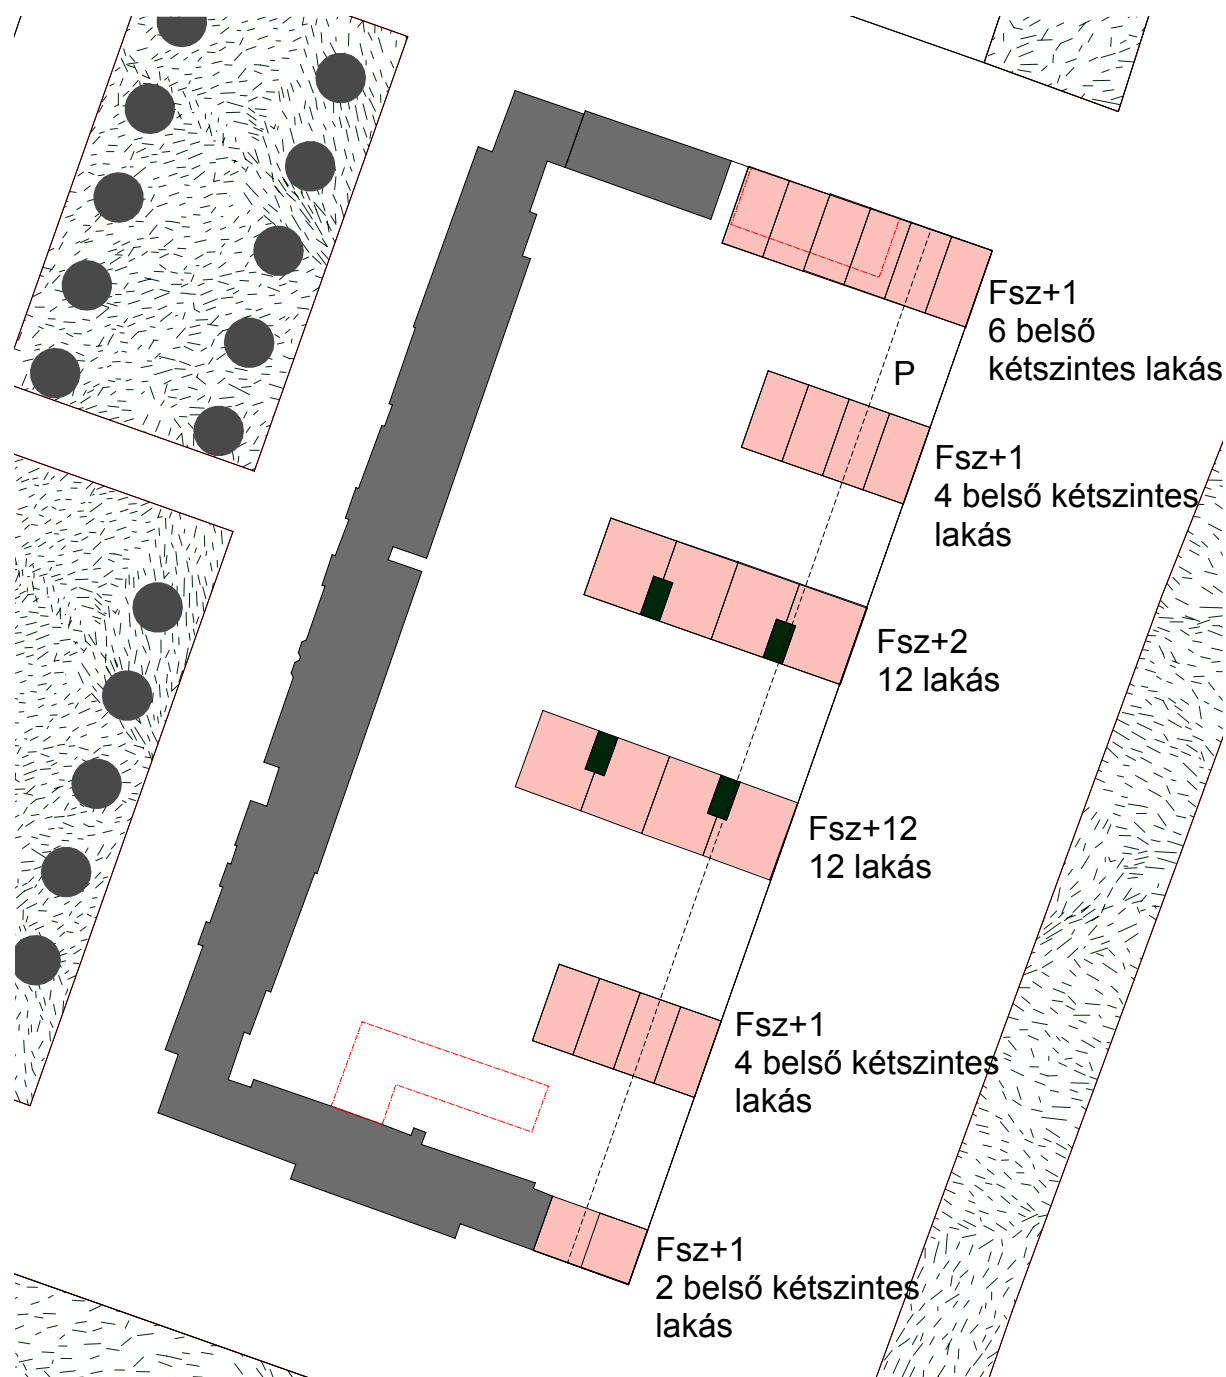 Fsz+1
6 belső
kétszintes lakás
P
Fsz+1
4 belső kétszintes
lakás
Fsz+2
12 lakás
Fsz+12
12 lakás
Fsz+1
4 belső kétszintes
lakás
Fsz+1
2 belső kétszintes
lakás